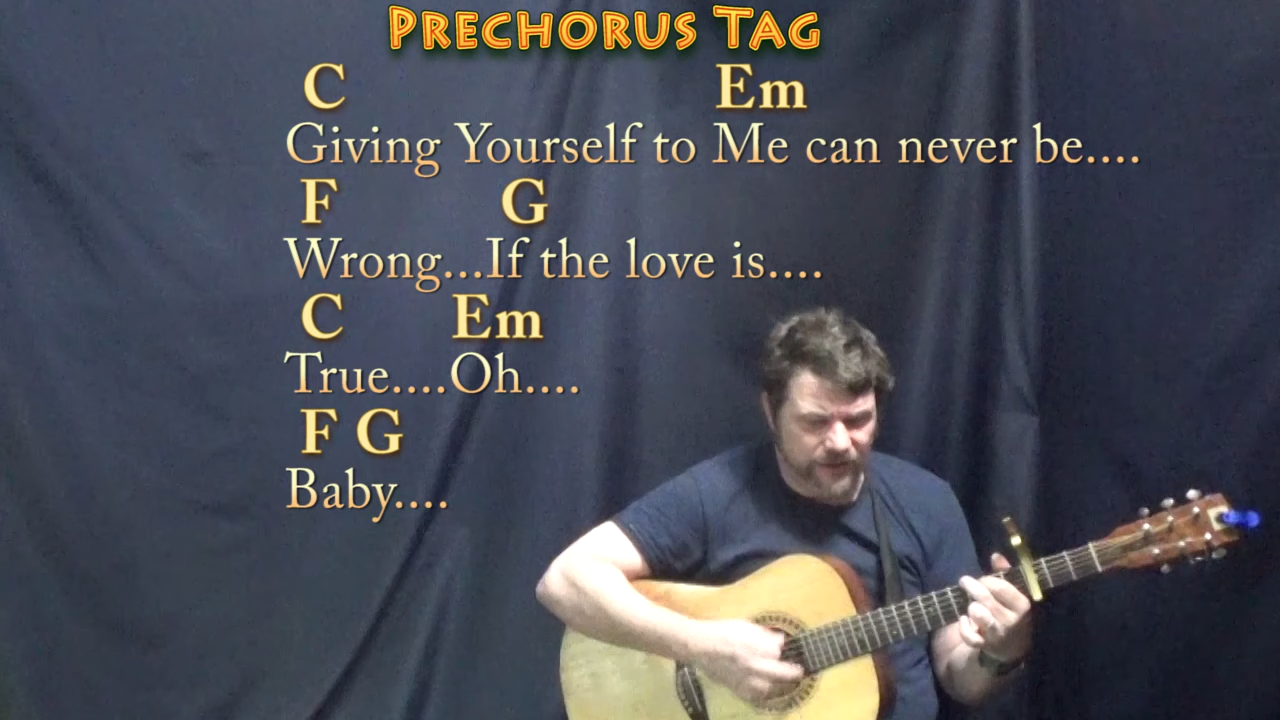 Prechorus Tag
C Em
Giving Yourself to Me can never be....
F G
Wrong...If the love is....
C Em
True....Oh....
F G
Baby....